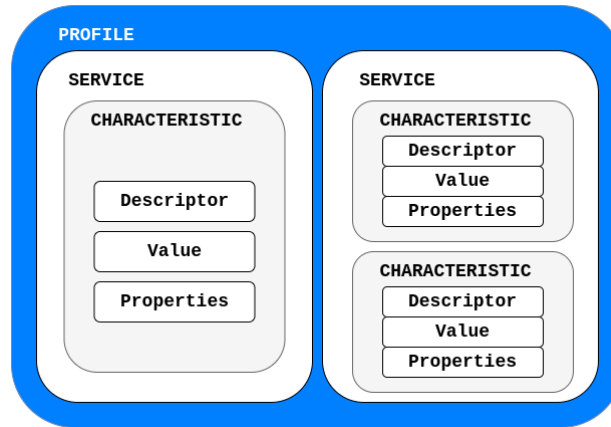 PROFILE
SERVICE
CHARACTERISTIC
Descriptor
Value
Properties
SERVICE
CHARACTERISTIC
Descriptor
Value
Properties
CHARACTERISTIC
Descriptor
Value
Properties